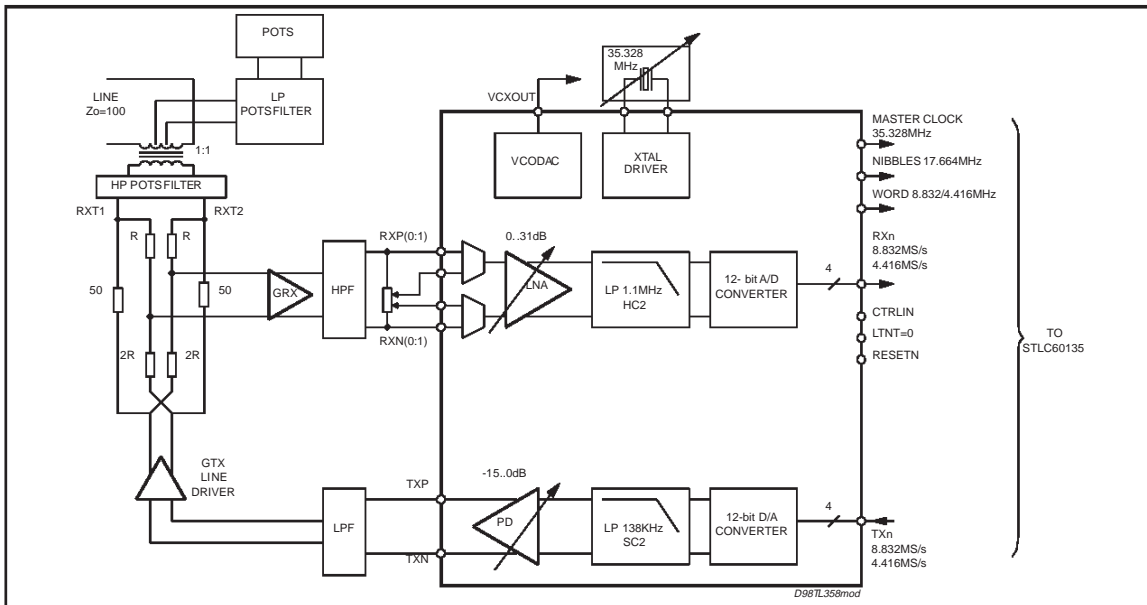 POTS
35.328
MHz
LINE
Zo=100
LP
POTSFILTER
VCXOUT
MASTER CLOCK
35.328MHz
1:1
VCODAC
XTAL
DRIVER
NIBBLES 17.664MHz
HP POTSFILTER
WORD 8.832/4.416MHz
RXT1
RXT2
R
R
RXP(0:1)
0..31dB
RXn
8.832MS/s
4.416MS/s
50
50
GRX
HPF
LNA
LP 1.1MHz
HC2
12- bit A/D
CONVERTER
4
CTRLIN
RXN(0:1)
LTNT=0
TO
STLC60135
2R
2R
RESETN
GTX
LINE
DRIVER
-15..0dB
TXP
LPF
PD
LP 138KHz
SC2
12-bit D/A
CONVERTER
4
TXN
TXn
8.832MS/s
4.416MS/s
D98TL358mod